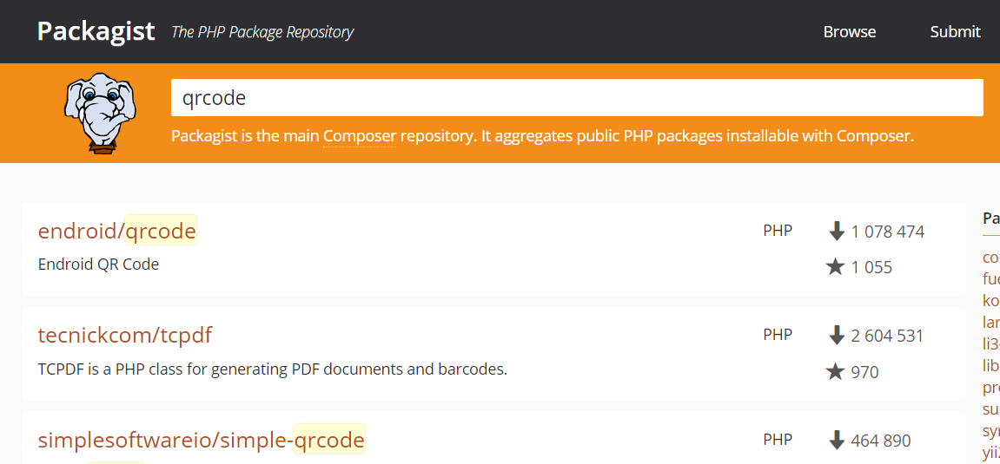 Packagist The PHP Package Repository Browse Submit
qrcode
Packagist is the main Composer repository. It aggregates public PHP packages installable with Composer.
endroid/qrcode PHP 1 078 474
Endroid QR Code 1 055
tecnickcom/tcpdf PHP 2 604 531
TCPDF is a PHP class for generating PDF documents and barcodes. 970
simplesoftwareio/simple-qrcode PHP 464 890
Pa
co
fue
ko
lar
li3-
lib
pre
su
syr
yii2